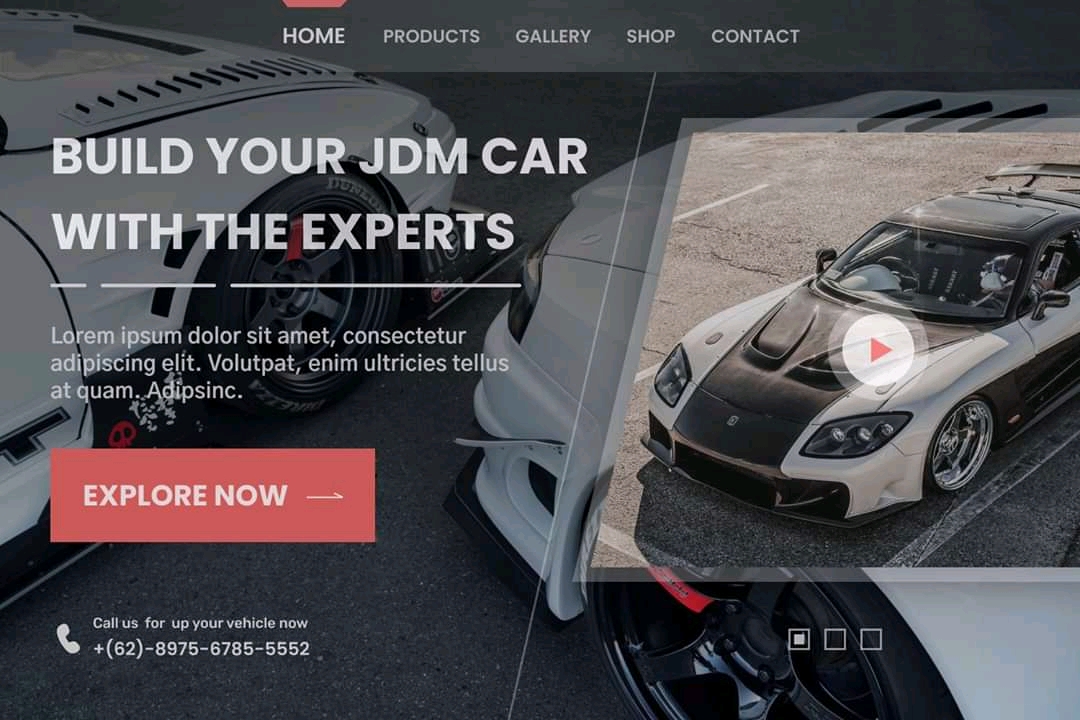 HOME PRODUCTS GALLERY SHOP CONTACT
BUILD YOUR JDM CAR
WITH THE EXPERTS
Lorem ipsum dolor sit amet, consectetur
adipiscing elit. Volutpat, enim ultricies tellus
at quam. Adipsinc.
EXPLORE NOW
Call us for up your vehicle now
+(62)-8975-6785-5552
DUNLOP